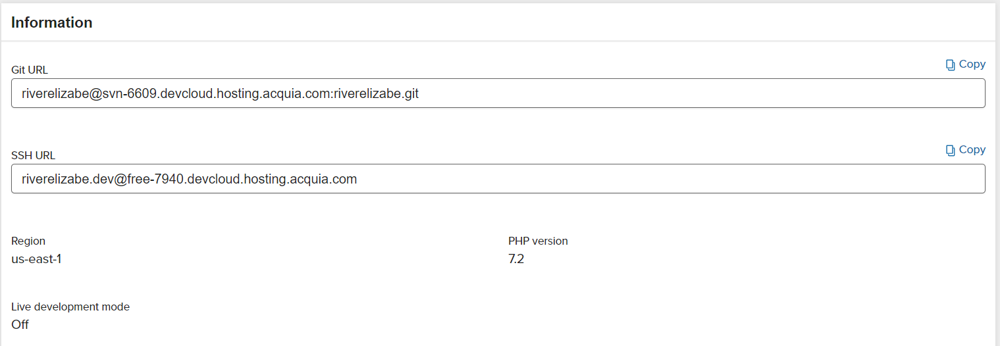 Information
Git URL
Copy
riverelizabe@svn-6609.devcloud.hosting.acquia.com:riverelizabe.git
SSH URL
Copy
riverelizabe.dev@free-7940.devcloud.hosting.acquia.com
Region
us-east-1
PHP version
7.2
Live development mode
Off